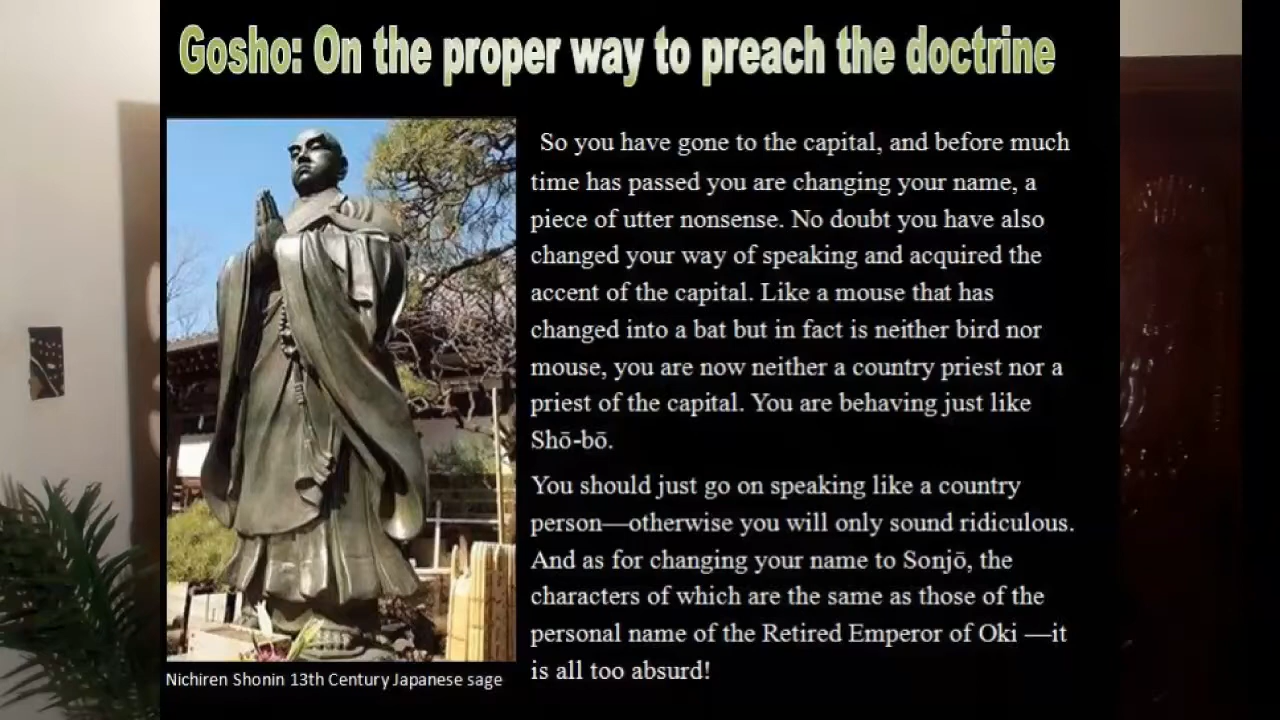 Gosho: On the proper way to preach the doctrine
So you have gone to the capital, and before much
time has passed you are changing your name, a
piece of utter nonsense. No doubt you have also
changed your way of speaking and acquired the
accent of the capital. Like a mouse that has
changed into a bat but in fact is neither bird nor
mouse, you are now neither a country priest nor a
priest of the capital. You are behaving just like
Shō-bō.
You should just go on speaking like a country
person—otherwise you will only sound ridiculous.
And as for changing your name to Sonjō, the
characters of which are the same as those of the
personal name of the Retired Emperor of Oki —it
is all too absurd!
Nichiren Shonin 13th Century Japanese sage